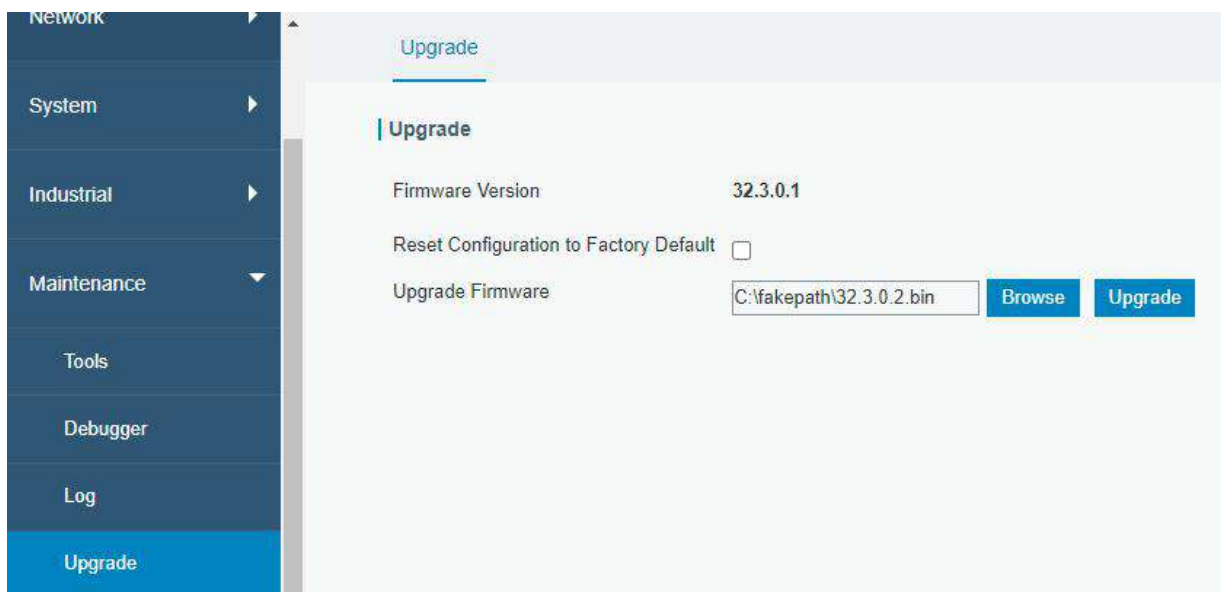 Network
System
Industrial
Maintenance
Tools
Debugger
Log
Upgrade
Upgrade
Upgrade
Firmware Version 32.3.0.1
Reset Configuration to Factory Default
Upgrade Firmware C:\fakepath\32.3.0.2.bin Browse Upgrade